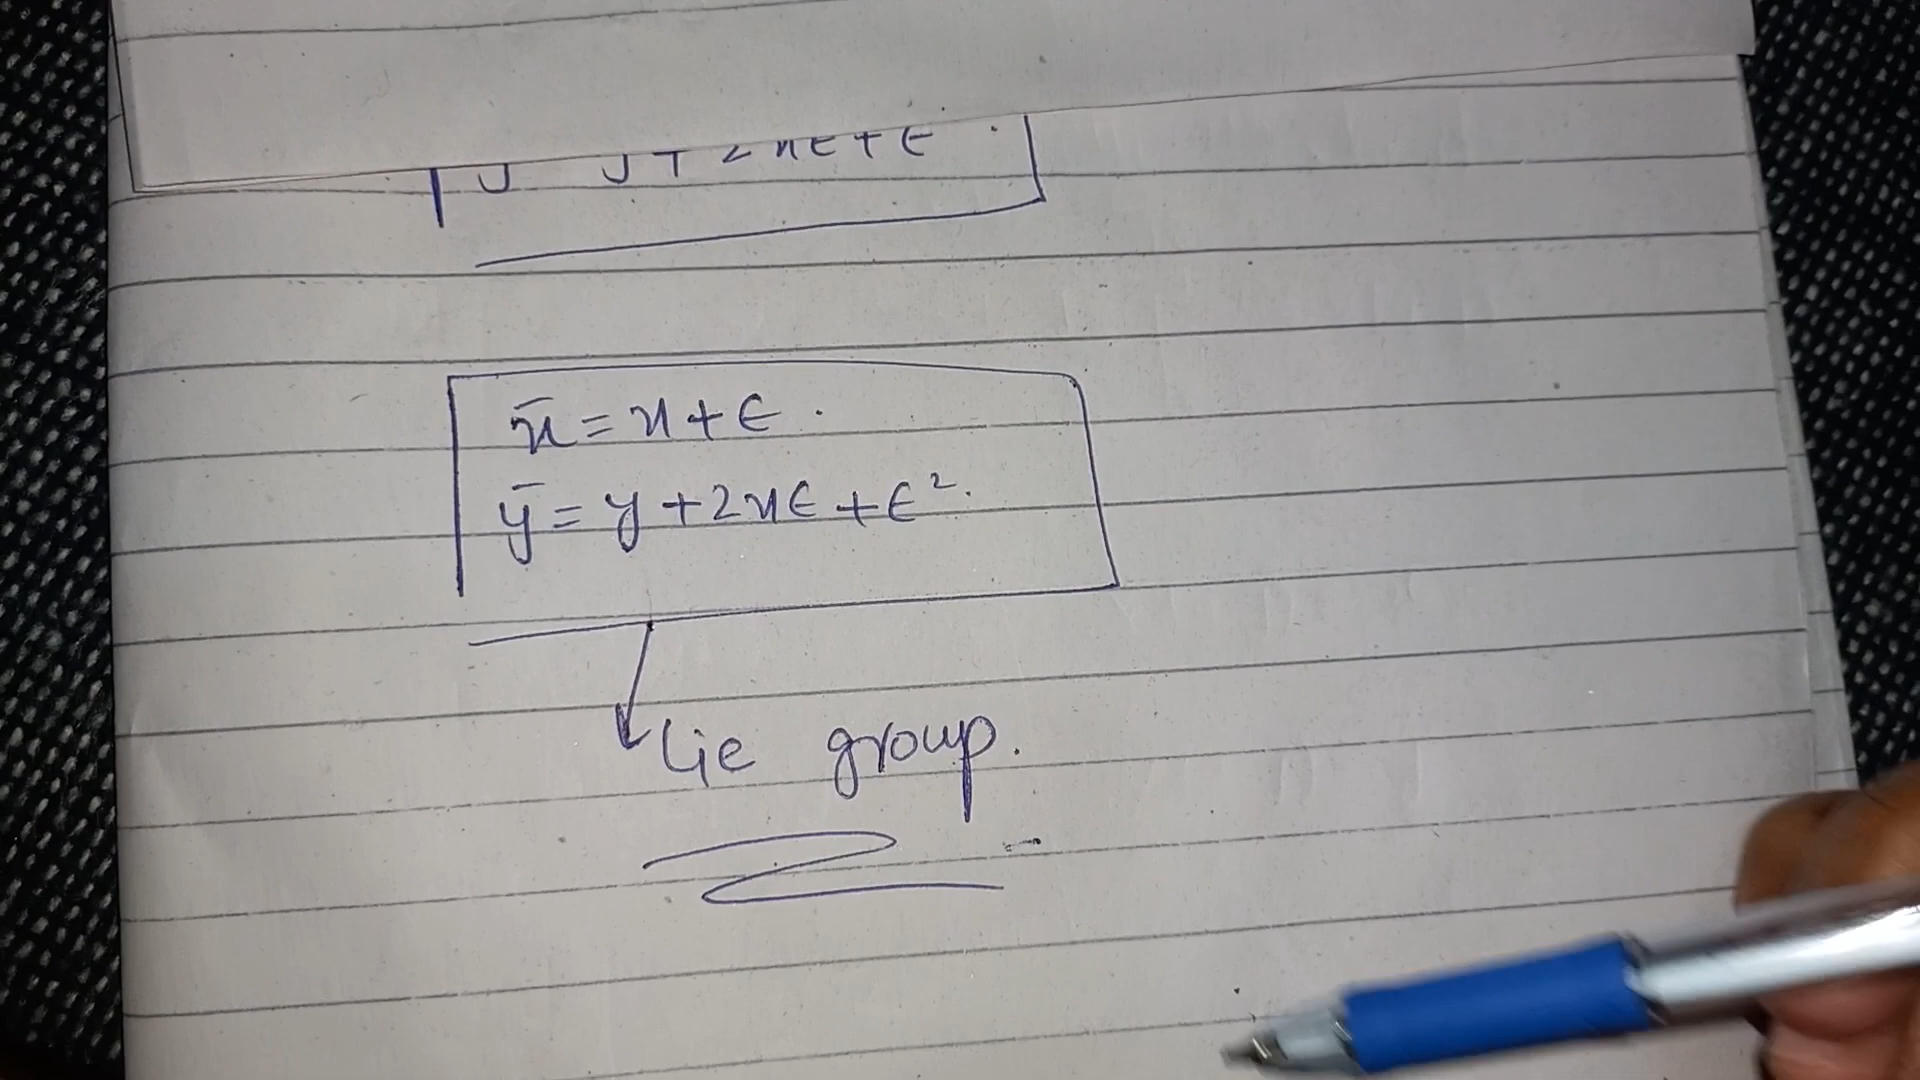 x̄ = x + ϵ.
ȳ = y + 2xϵ + ϵ².
Lie group.